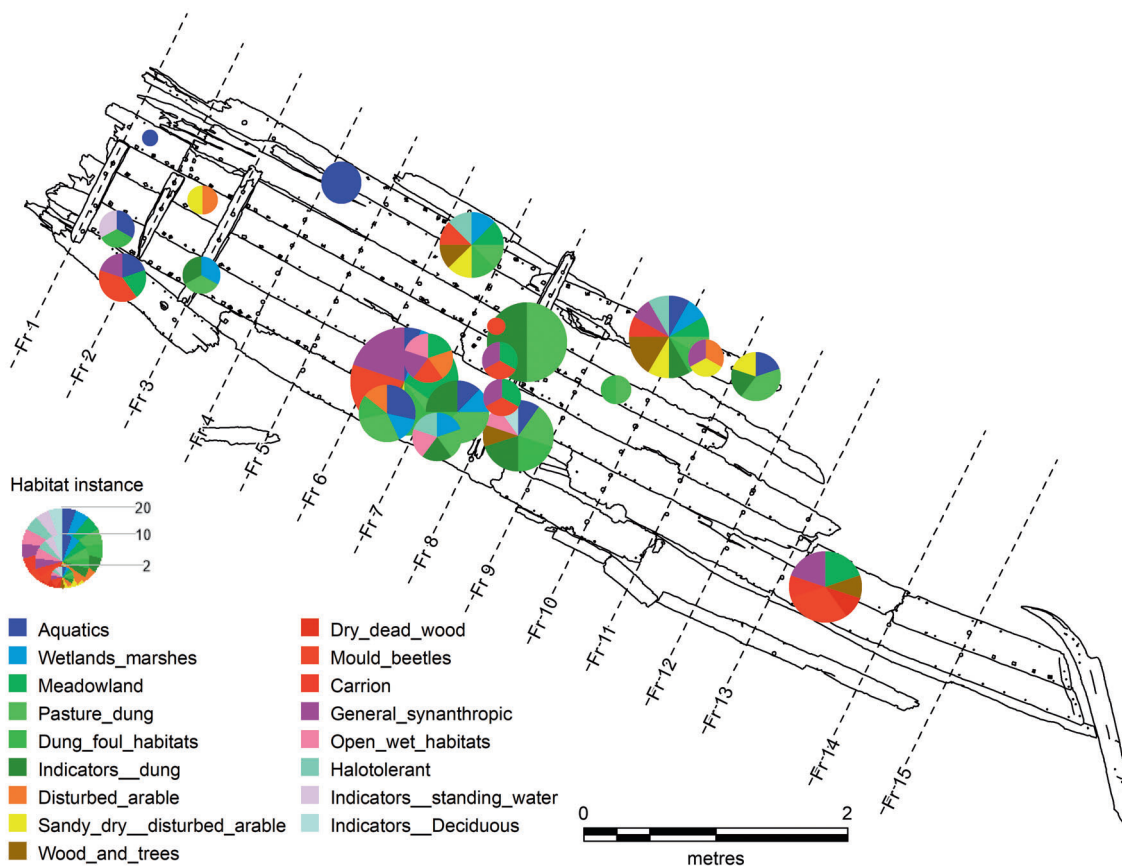 Fr 1
Fr 2
Fr 3
Fr 4
Fr 5
Fr 6
Fr 7
Fr 8
Fr 9
Fr 10
Fr 11
Fr 12
Fr 13
Fr 14
Fr 15
Habitat instance
20
10
2
Aquatics
Wetlands_marshes
Meadowland
Pasture_dung
Dung_foul_habitats
Indicators__dung
Disturbed_arable
Sandy_dry__disturbed_arable
Wood_and_trees
Dry_dead_wood
Mould_beetles
Carrion
General_synanthropic
Open_wet_habitats
Halotolerant
Indicators__standing_water
Indicators__Deciduous
0 2
metres